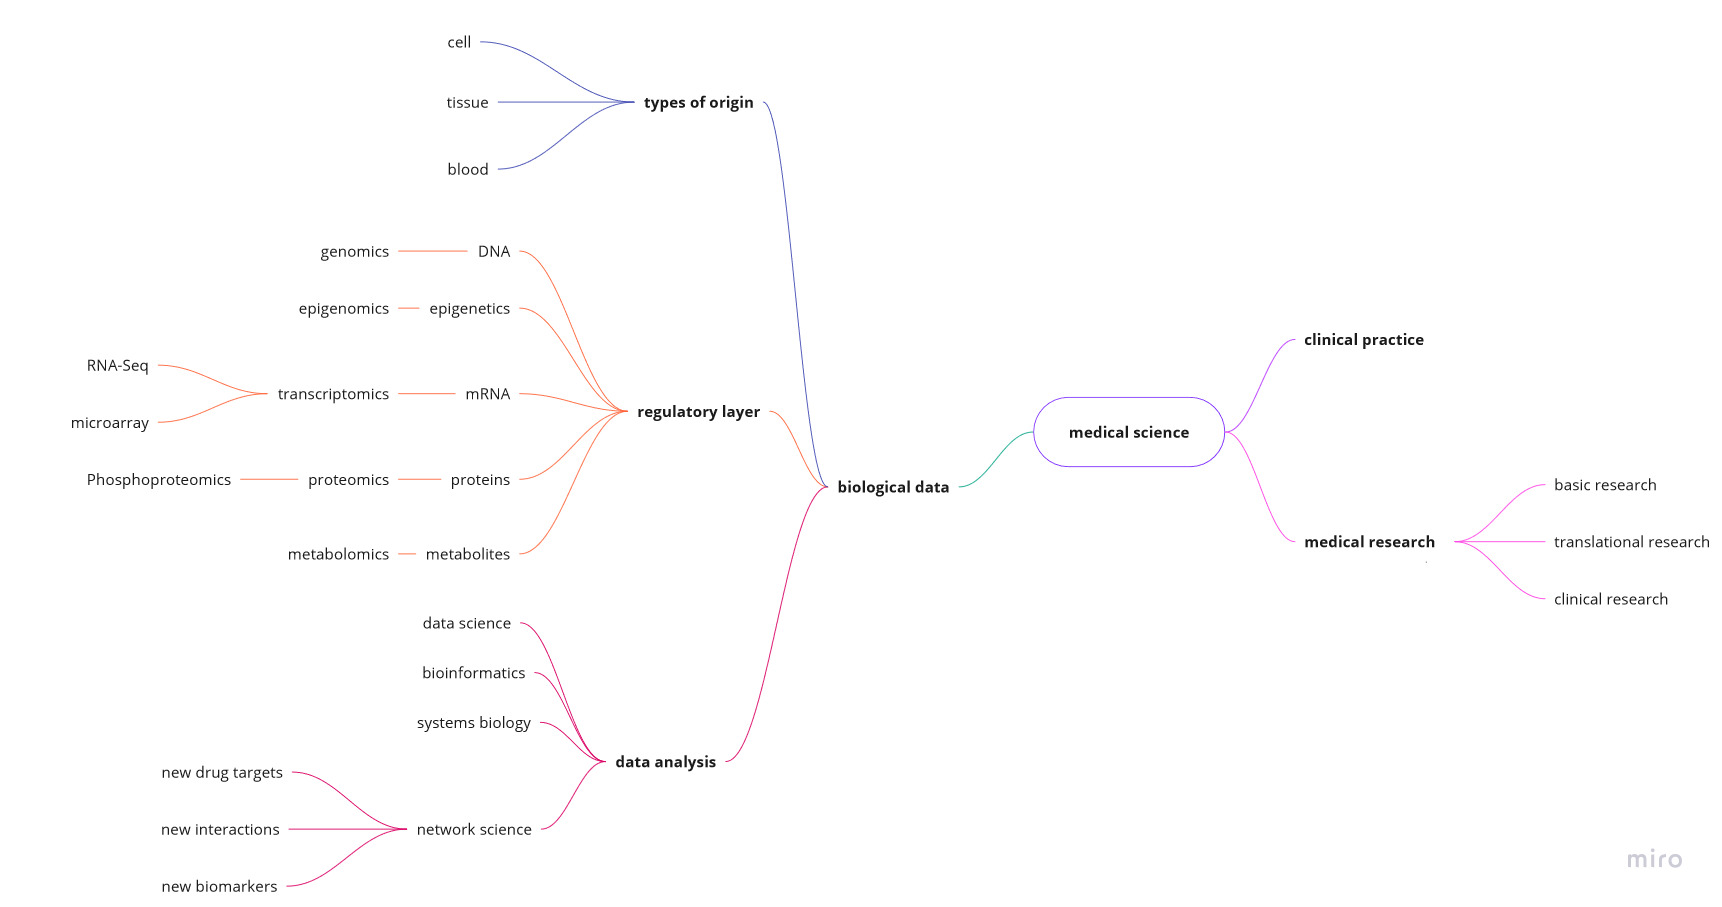 cell
tissue
types of origin
blood
genomics
DNA
epigenomics
epigenetics
RNA-Seq
transcriptomics
mRNA
microarray
regulatory layer
Phosphoproteomics
proteomics
proteins
metabolomics
metabolites
biological data
medical science
clinical practice
medical research
basic research
translational research
clinical research
data science
bioinformatics
systems biology
data analysis
new drug targets
new interactions
network science
new biomarkers
miro